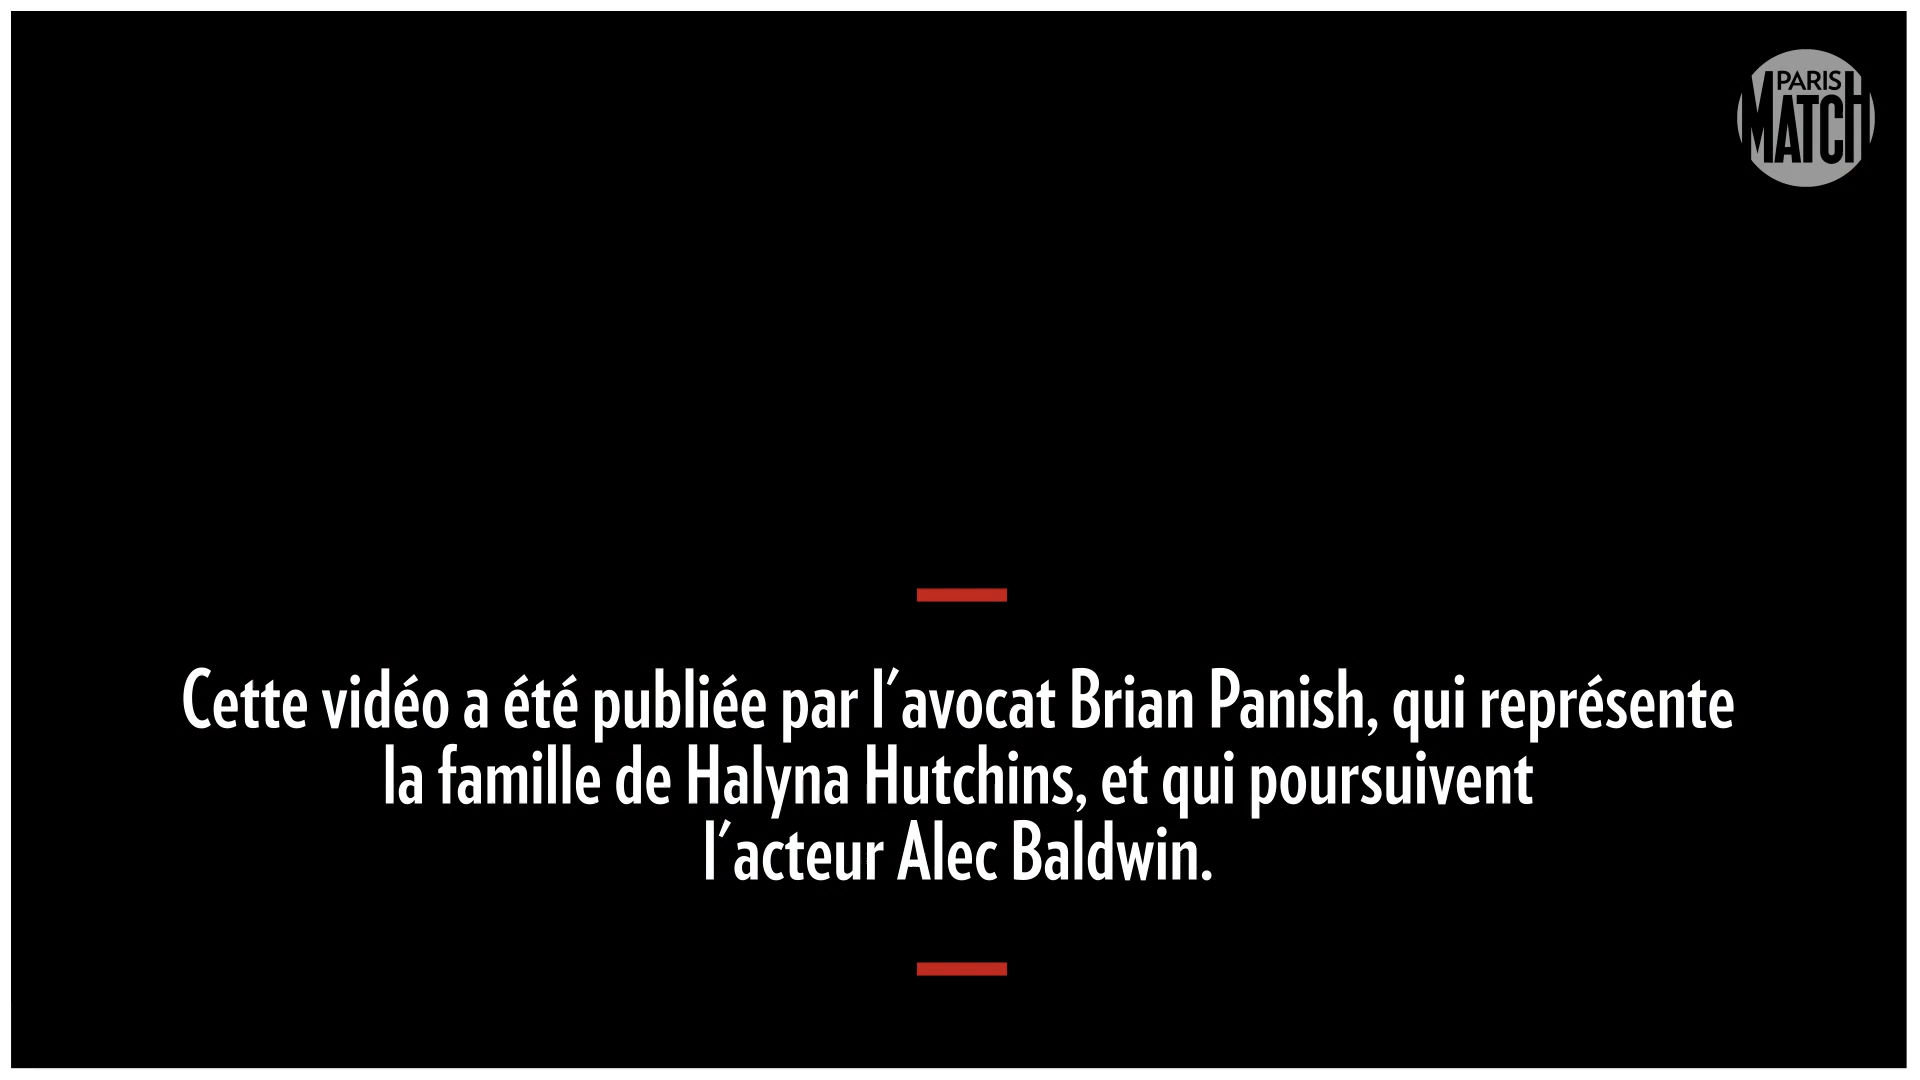 PARIS
MATCH
Cette vidéo a été publiée par l'avocat Brian Panish, qui représente
la famille de Halyna Hutchins, et qui poursuivent
l'acteur Alec Baldwin.